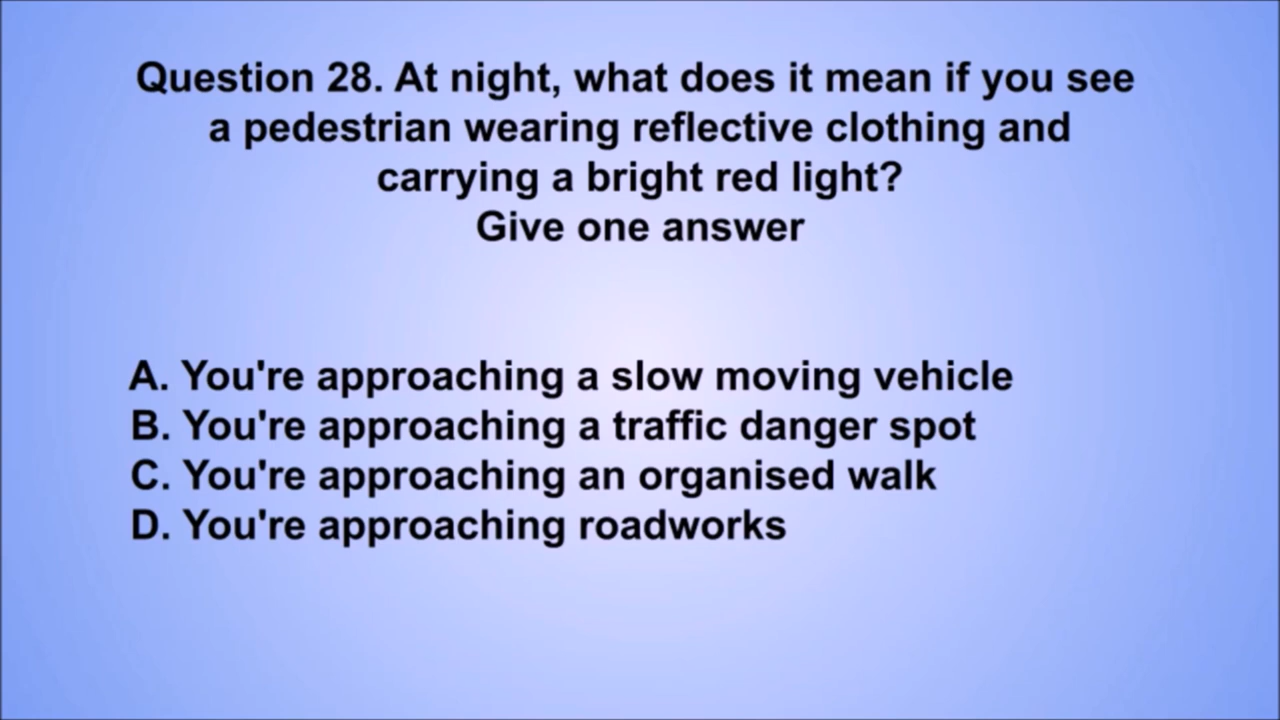 Question 28. At night, what does it mean if you see
a pedestrian wearing reflective clothing and
carrying a bright red light?
Give one answer
A. You're approaching a slow moving vehicle
B. You're approaching a traffic danger spot
C. You're approaching an organised walk
D. You're approaching roadworks